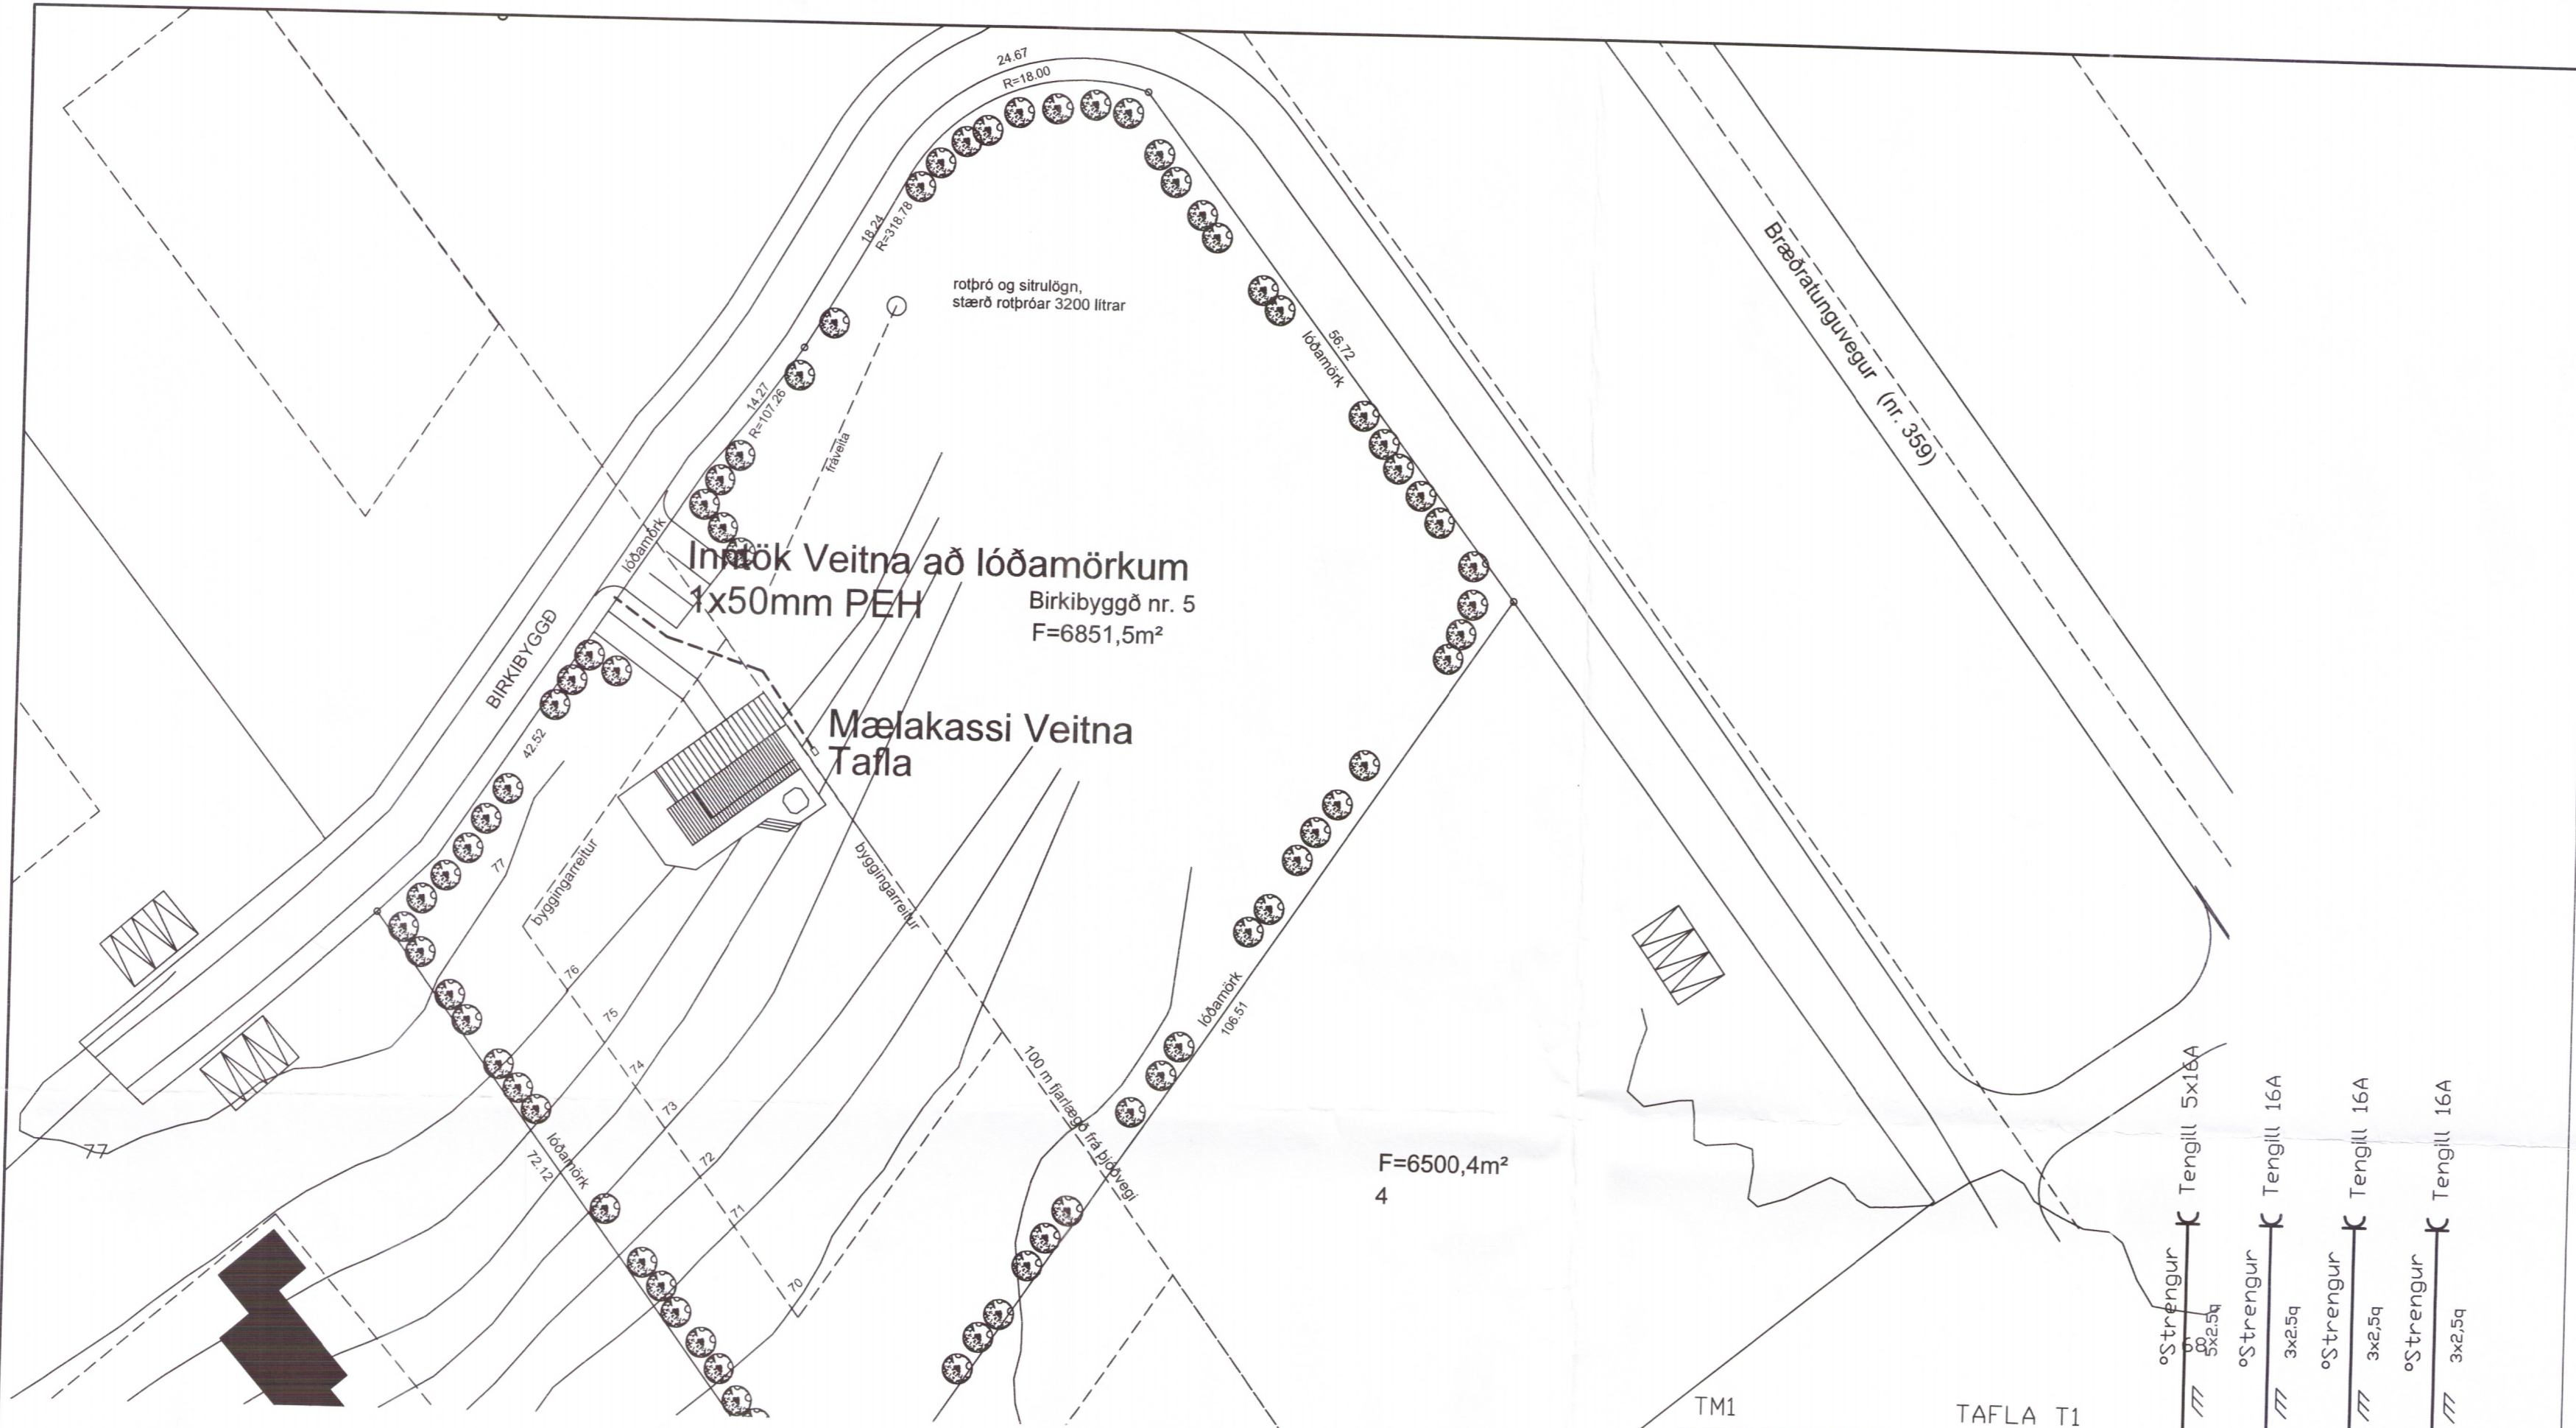 24.67
R=18.00
18.24
R=318.78
rotþró og sitrulögn,
stærð rotþróar 3200 lítrar
14.27
R=107.26
fráveita
56.72
lóðamörk
Bræðratunguvegur (nr. 359)
lóðamörk
Inntök Veitna að lóðamörkum
1x50mm PEH
Birkibyggð nr. 5
F=6851,5m²
BIRKIBYGGÐ
42.52
Mælakassi Veitna
Tafla
77
byggingarreitur
byggingarreitur
76
75
74
73
72
71
70
lóðamörk
106.51
100 m fjarlægð frá þjóðvegi
77
lóðamörk
72.12
F=6500,4m²
4
Tengill 5x16A
Tengill 16A
Tengill 16A
Tengill 16A
°Strengur
5x2.5q
°Strengur
3x2.5q
°Strengur
3x2,5q
°Strengur
3x2,5q
68
TM1
TAFLA T1